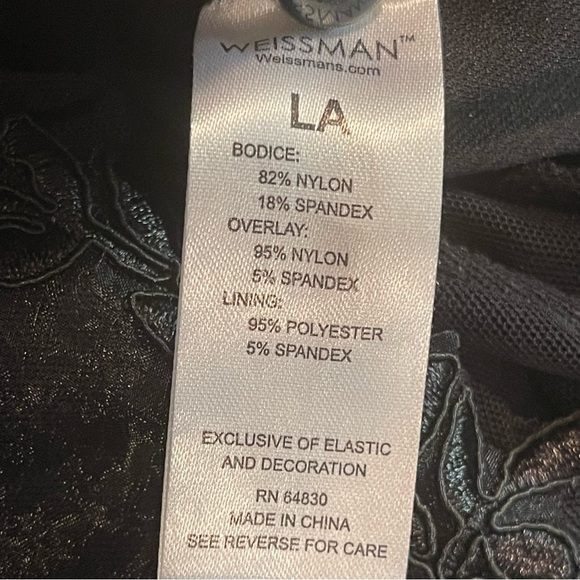 WEISSMAN™
Weissmans.com
LA
BODICE:
82% NYLON
18% SPANDEX
OVERLAY:
95% NYLON
5% SPANDEX
LINING:
95% POLYESTER
5% SPANDEX
EXCLUSIVE OF ELASTIC
AND DECORATION
RN 64830
MADE IN CHINA
SEE REVERSE FOR CARE